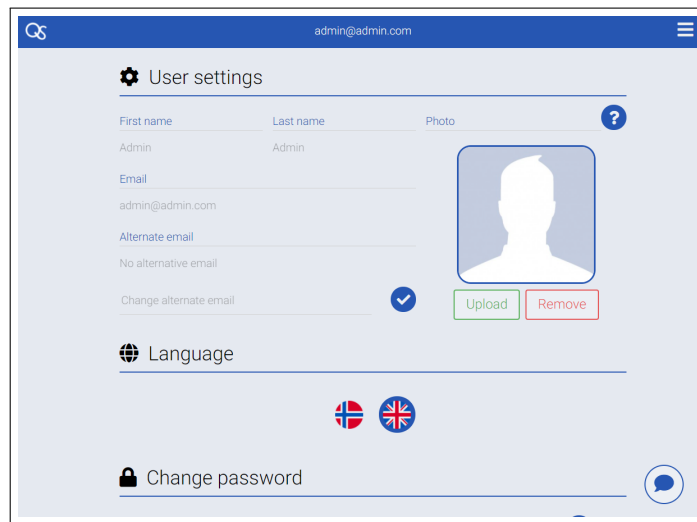 QS
admin@admin.com
User settings
First name Last name Photo ?
Admin Admin
Email
admin@admin.com
Alternate email
No alternative email
Change alternate email
Upload Remove
Language
Change password